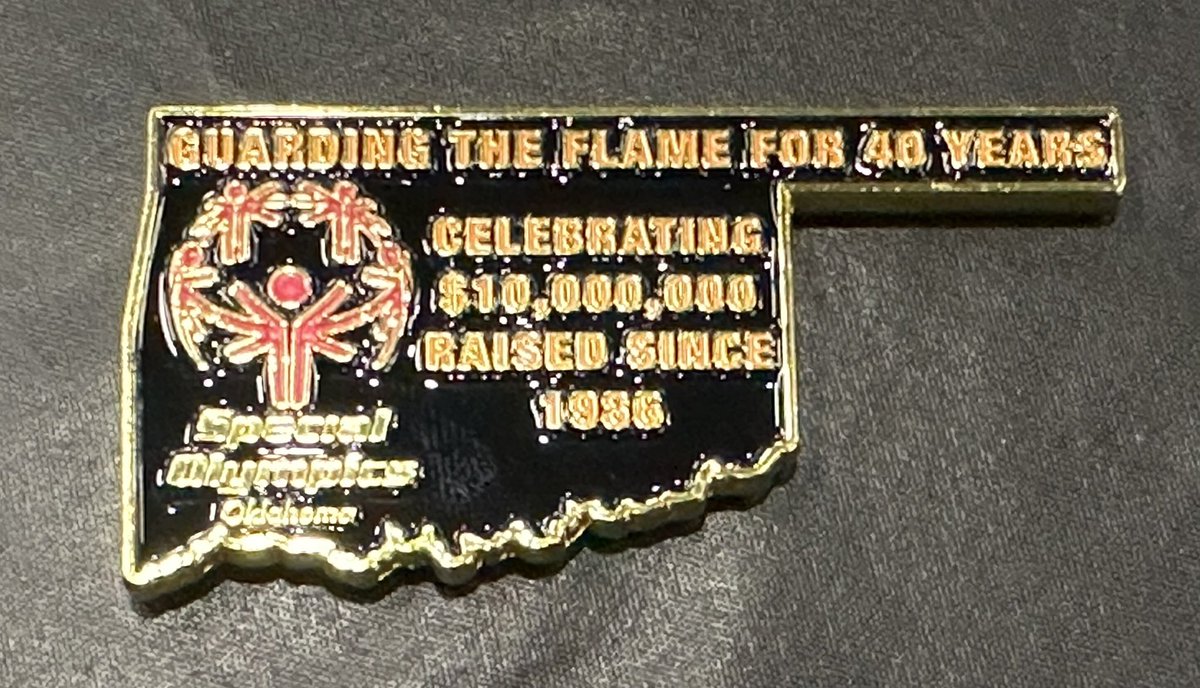 GUARDING THE FLAME FOR 40 YEARS
CELEBRATING
$10,000,000
RAISED SINCE
1986
Special
Olympics
Oklahoma